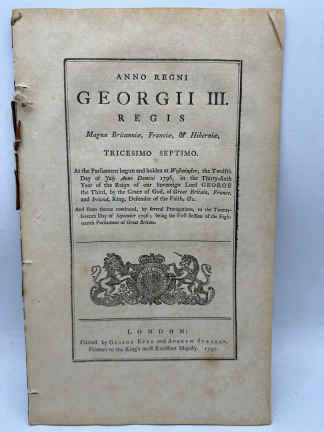 ANNO REGNI
GEORGII III.
REGIS
Magnæ Britanniæ, Franciæ, & Hiberniæ,
TRICESIMO SEPTIMO.
At the Parliament begun and holden at Westminster, the Twelfth
Day of July, Anno Domini 1796, in the Thirty-sixth
Year of the Reign of our Sovereign Lord GEORGE
the Third, by the Grace of God, of Great Britain, France,
and Ireland, King, Defender of the Faith, &c.
And from thence continued, by several Prorogations, to the Twenty-
seventh Day of September 1796; being the First Session of the Eigh-
teenth Parliament of Great Britain.
LONDON:
Printed by GEORGE EYRE and ANDREW STRAHAN,
Printers to the King's most Excellent Majesty.